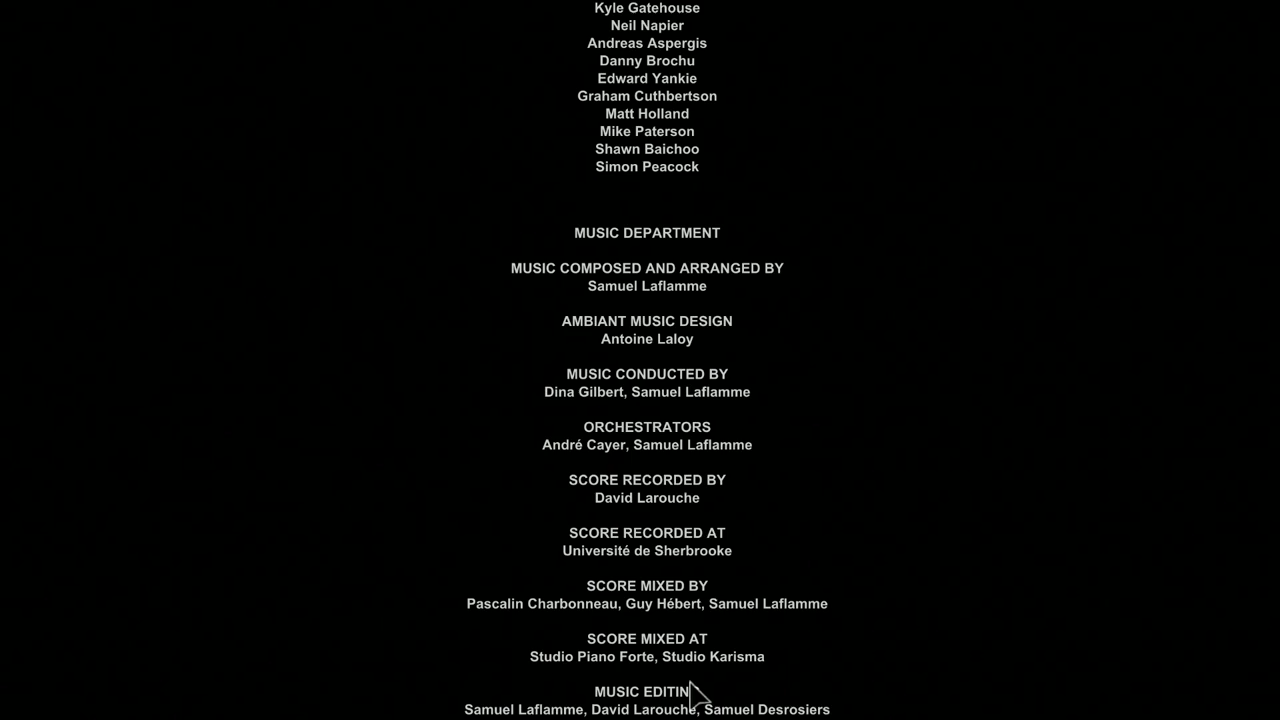 Kyle Gatehouse
Neil Napier
Andreas Aspergis
Danny Brochu
Edward Yankie
Graham Cuthbertson
Matt Holland
Mike Paterson
Shawn Baichoo
Simon Peacock
MUSIC DEPARTMENT
MUSIC COMPOSED AND ARRANGED BY
Samuel Laflamme
AMBIANT MUSIC DESIGN
Antoine Laloy
MUSIC CONDUCTED BY
Dina Gilbert, Samuel Laflamme
ORCHESTRATORS
André Cayer, Samuel Laflamme
SCORE RECORDED BY
David Larouche
SCORE RECORDED AT
Université de Sherbrooke
SCORE MIXED BY
Pascalin Charbonneau, Guy Hébert, Samuel Laflamme
SCORE MIXED AT
Studio Piano Forte, Studio Karisma
MUSIC EDITIN
Samuel Laflamme, David Larouche, Samuel Desrosiers